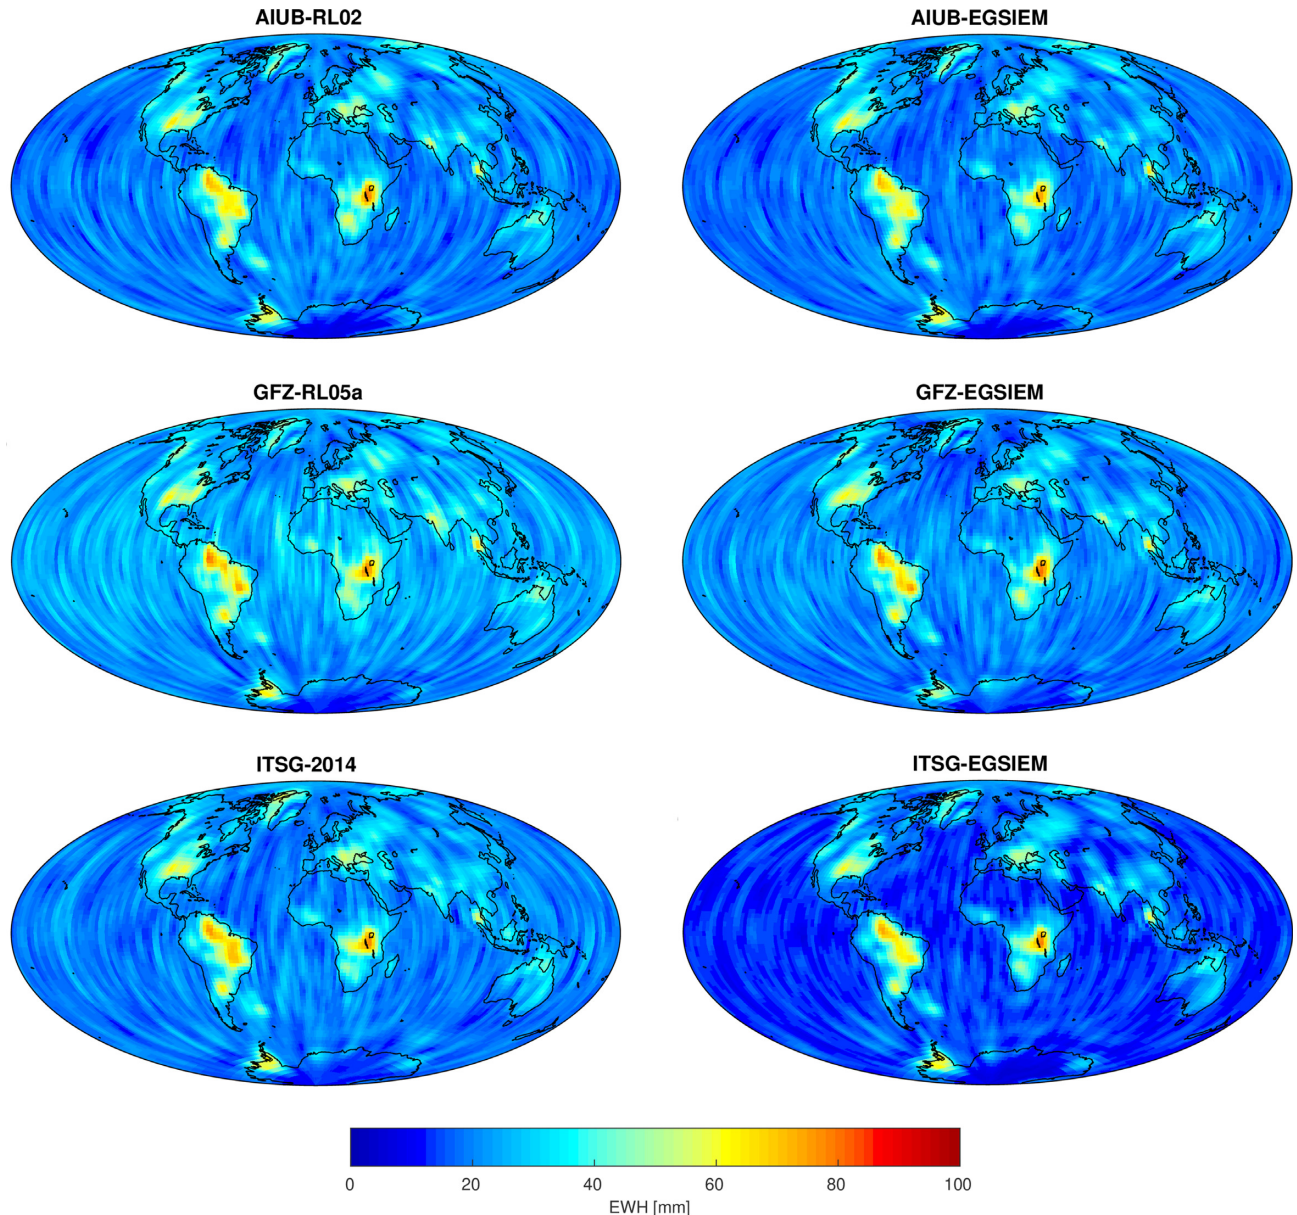 AIUB-RL02
AIUB-EGSIEM
GFZ-RL05a
GFZ-EGSIEM
ITSG-2014
ITSG-EGSIEM
0 20 40 60 80 100
EWH [mm]